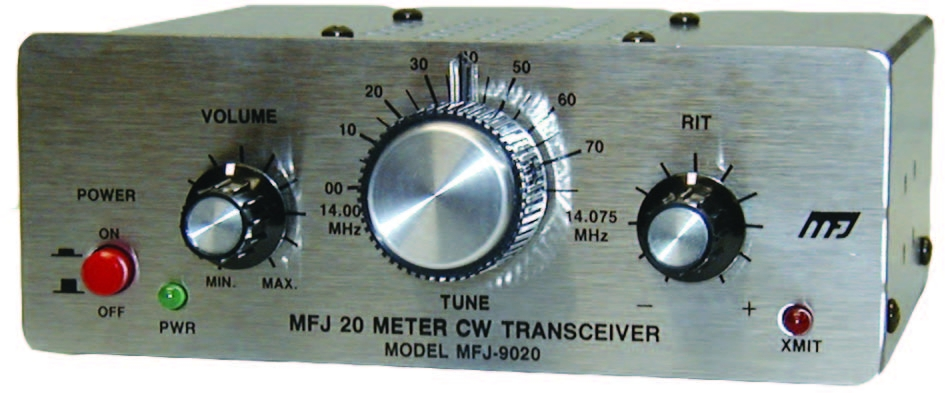 30
40
50
20
60
VOLUME
RIT
10
70
POWER
00
14.00
MHz
14.075
MHz
MFJ
ON
MIN.
MAX.
-
+
OFF
PWR
TUNE
MFJ 20 METER CW TRANSCEIVER
MODEL MFJ-9020
XMIT